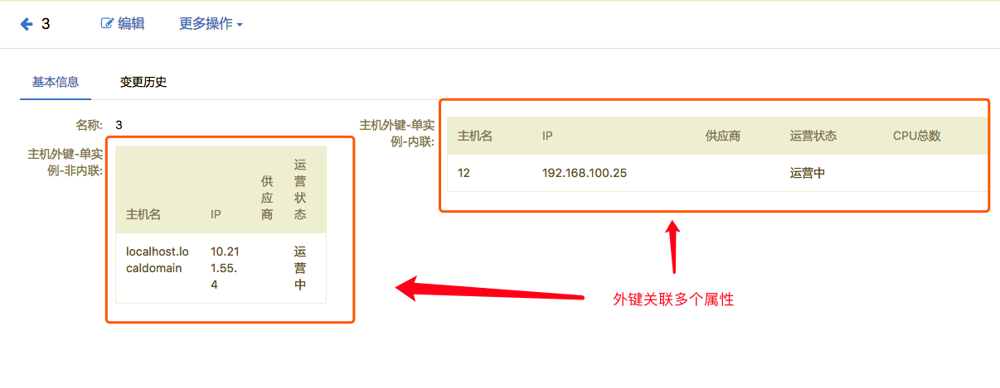 3 编辑 更多操作
基本信息 变更历史
名称: 3
主机外键-单实
例-非内联:
主机名 IP 供
应
商 运
营
状
态
localhost.lo
caldomain 10.21
1.55.
4 运
营
中
主机外键-单实
例-内联:
主机名 IP 供应商 运营状态 CPU总数
12 192.168.100.25 运营中
外键关联多个属性